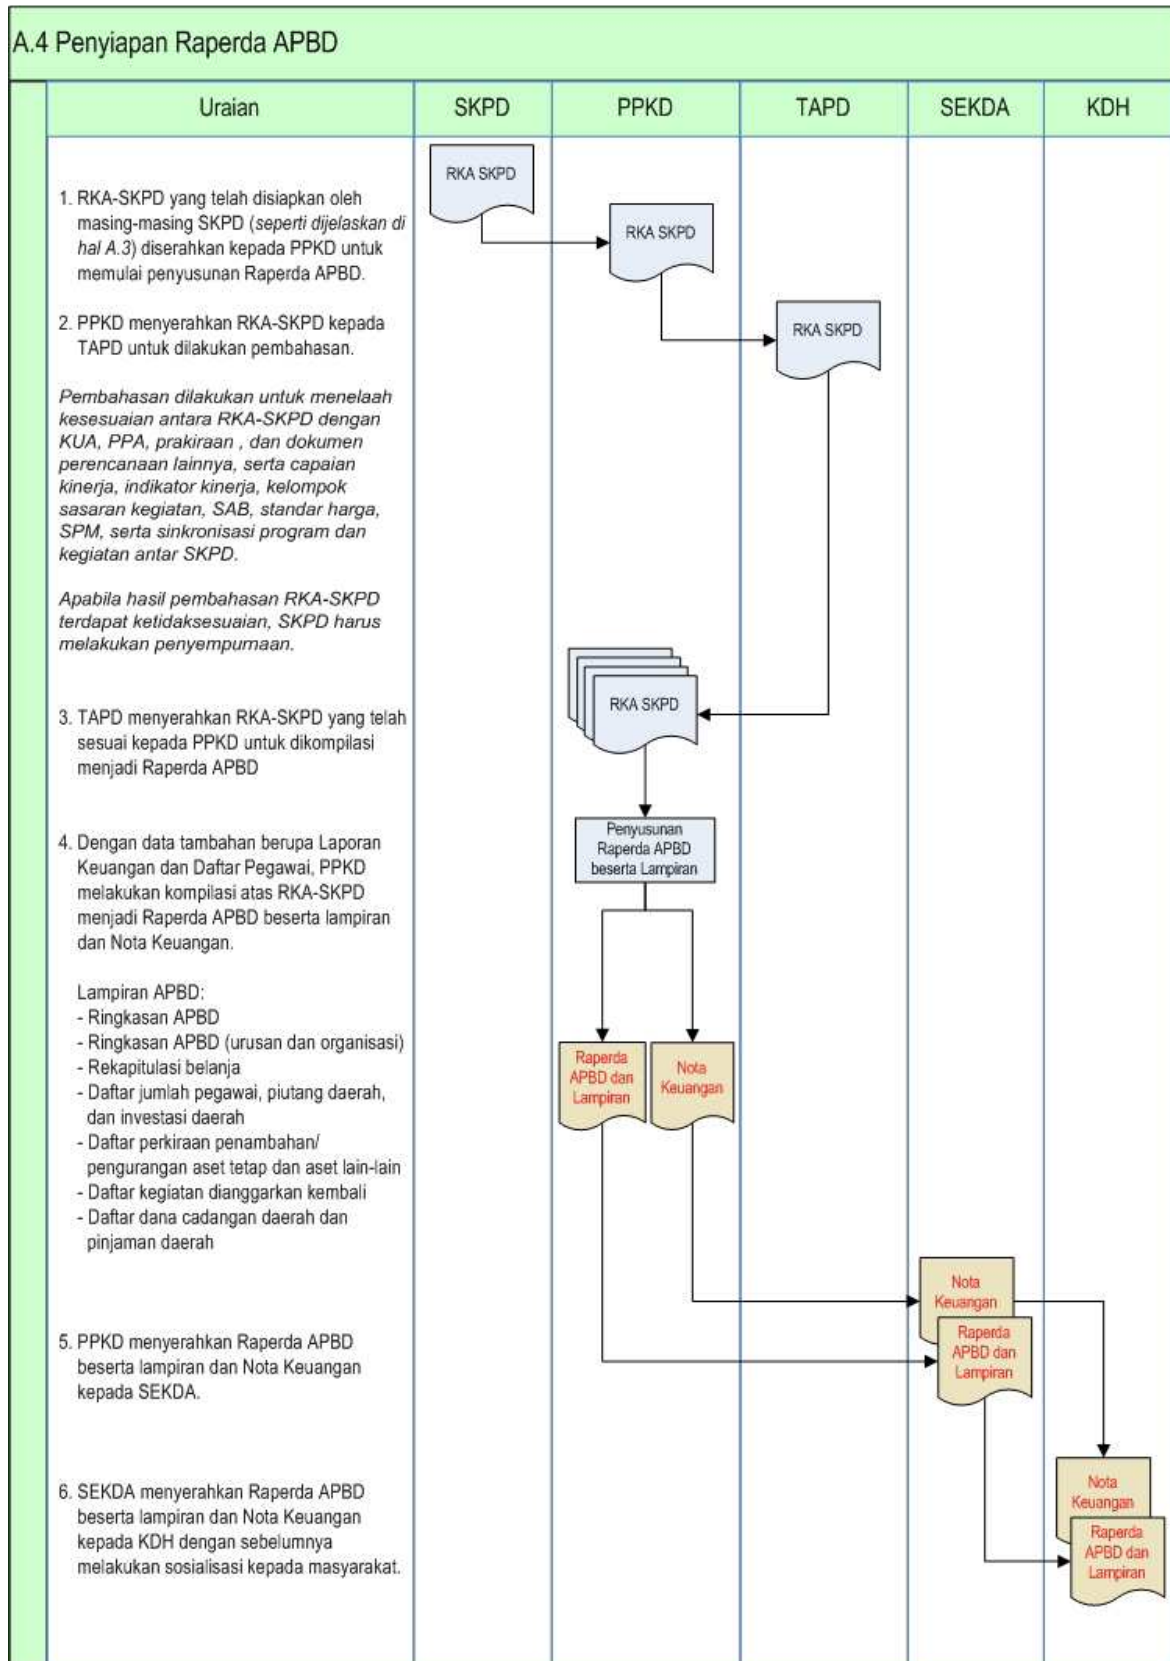 A.4 Penyiapan Raperda APBD
Uraian
SKPD
PPKD
TAPD
SEKDA
KDH
1. RKA-SKPD yang telah disiapkan oleh
masing-masing SKPD (seperti dijelaskan di
hal A.3) diserahkan kepada PPKD untuk
memulai penyusunan Raperda APBD.
2. PPKD menyerahkan RKA-SKPD kepada
TAPD untuk dilakukan pembahasan.
Pembahasan dilakukan untuk menelaah
kesesuaian antara RKA-SKPD dengan
KUA, PPA, prakiraan , dan dokumen
perencanaan lainnya, serta capaian
kinerja, indikator kinerja, kelompok
sasaran kegiatan, SAB, standar harga,
SPM, serta sinkronisasi program dan
kegiatan antar SKPD.
Apabila hasil pembahasan RKA-SKPD
terdapat ketidaksesuaian, SKPD harus
melakukan penyempurnaan.
3. TAPD menyerahkan RKA-SKPD yang telah
sesuai kepada PPKD untuk dikompilasi
menjadi Raperda APBD
4. Dengan data tambahan berupa Laporan
Keuangan dan Daftar Pegawai, PPKD
melakukan kompilasi atas RKA-SKPD
menjadi Raperda APBD beserta lampiran
dan Nota Keuangan.
Lampiran APBD:
- Ringkasan APBD
- Ringkasan APBD (urusan dan organisasi)
- Rekapitulasi belanja
- Daftar jumlah pegawai, piutang daerah,
dan investasi daerah
- Daftar perkiraan penambahan/
pengurangan aset tetap dan aset lain-lain
- Daftar kegiatan dianggarkan kembali
- Daftar dana cadangan daerah dan
pinjaman daerah
5. PPKD menyerahkan Raperda APBD
beserta lampiran dan Nota Keuangan
kepada SEKDA.
6. SEKDA menyerahkan Raperda APBD
beserta lampiran dan Nota Keuangan
kepada KDH dengan sebelumnya
melakukan sosialisasi kepada masyarakat.
RKA SKPD
RKA SKPD
RKA SKPD
RKA SKPD
Penyusunan
Raperda APBD
beserta Lampiran
Raperda
APBD dan
Lampiran
Nota
Keuangan
Nota
Keuangan
Raperda
APBD dan
Lampiran
Nota
Keuangan
Raperda
APBD dan
Lampiran